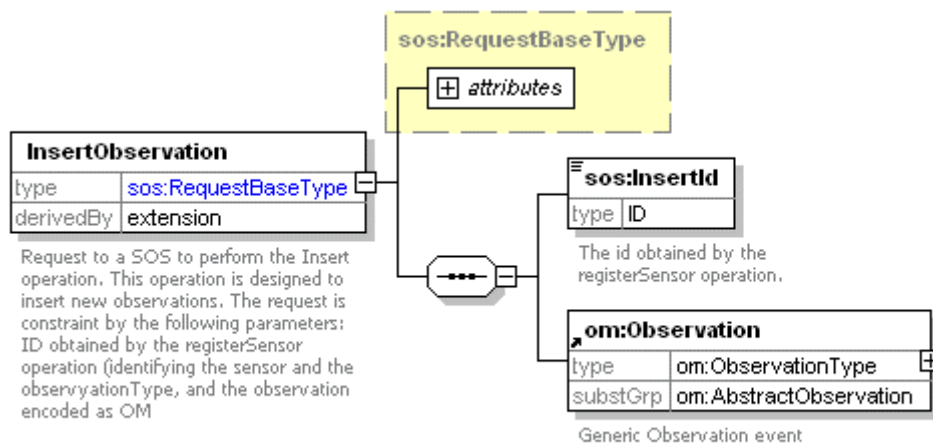 sos:RequestBaseType
attributes
InsertObservation
type sos:RequestBaseType
derivedBy extension
Request to a SOS to perform the Insert
operation. This operation is designed to
insert new observations. The request is
constraint by the following parameters:
ID obtained by the registerSensor
operation (identifying the sensor and the
obseryationType, and the observation
encoded as OM
sos:InsertId
type ID
The id obtained by the
registerSensor operation.
om:Observation
type om:ObservationType
substGrp om:AbstractObservation
Generic Observation event